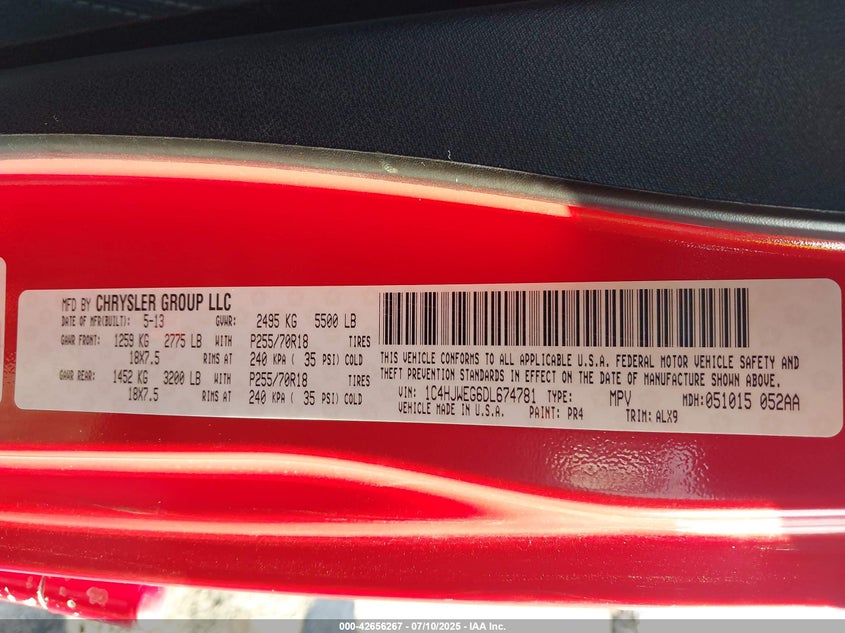 MFD BY CHRYSLER GROUP LLC
DATE OF MFR(BUILT): 5-13 GVWR: 2495 KG 5500 LB
GAWR FRONT: 1259 KG 2775 LB WITH P255/70R18 TIRES
18X7.5 RIMS AT 240 KPA ( 35 PSI) COLD
GAWR REAR: 1452 KG 3200 LB WITH P255/70R18 TIRES
18X7.5 RIMS AT 240 KPA ( 35 PSI) COLD
THIS VEHICLE CONFORMS TO ALL APPLICABLE U.S.A. FEDERAL MOTOR VEHICLE SAFETY AND
THEFT PREVENTION STANDARDS IN EFFECT ON THE DATE OF MANUFACTURE SHOWN ABOVE.
VIN: 1C4HJWEG6DL674781 TYPE: MPV MDH:051015 052AA
VEHICLE MADE IN U.S.A. PAINT: PR4 TRIM: ALX9
000-42656267 - 07/10/2025 - IAA Inc.